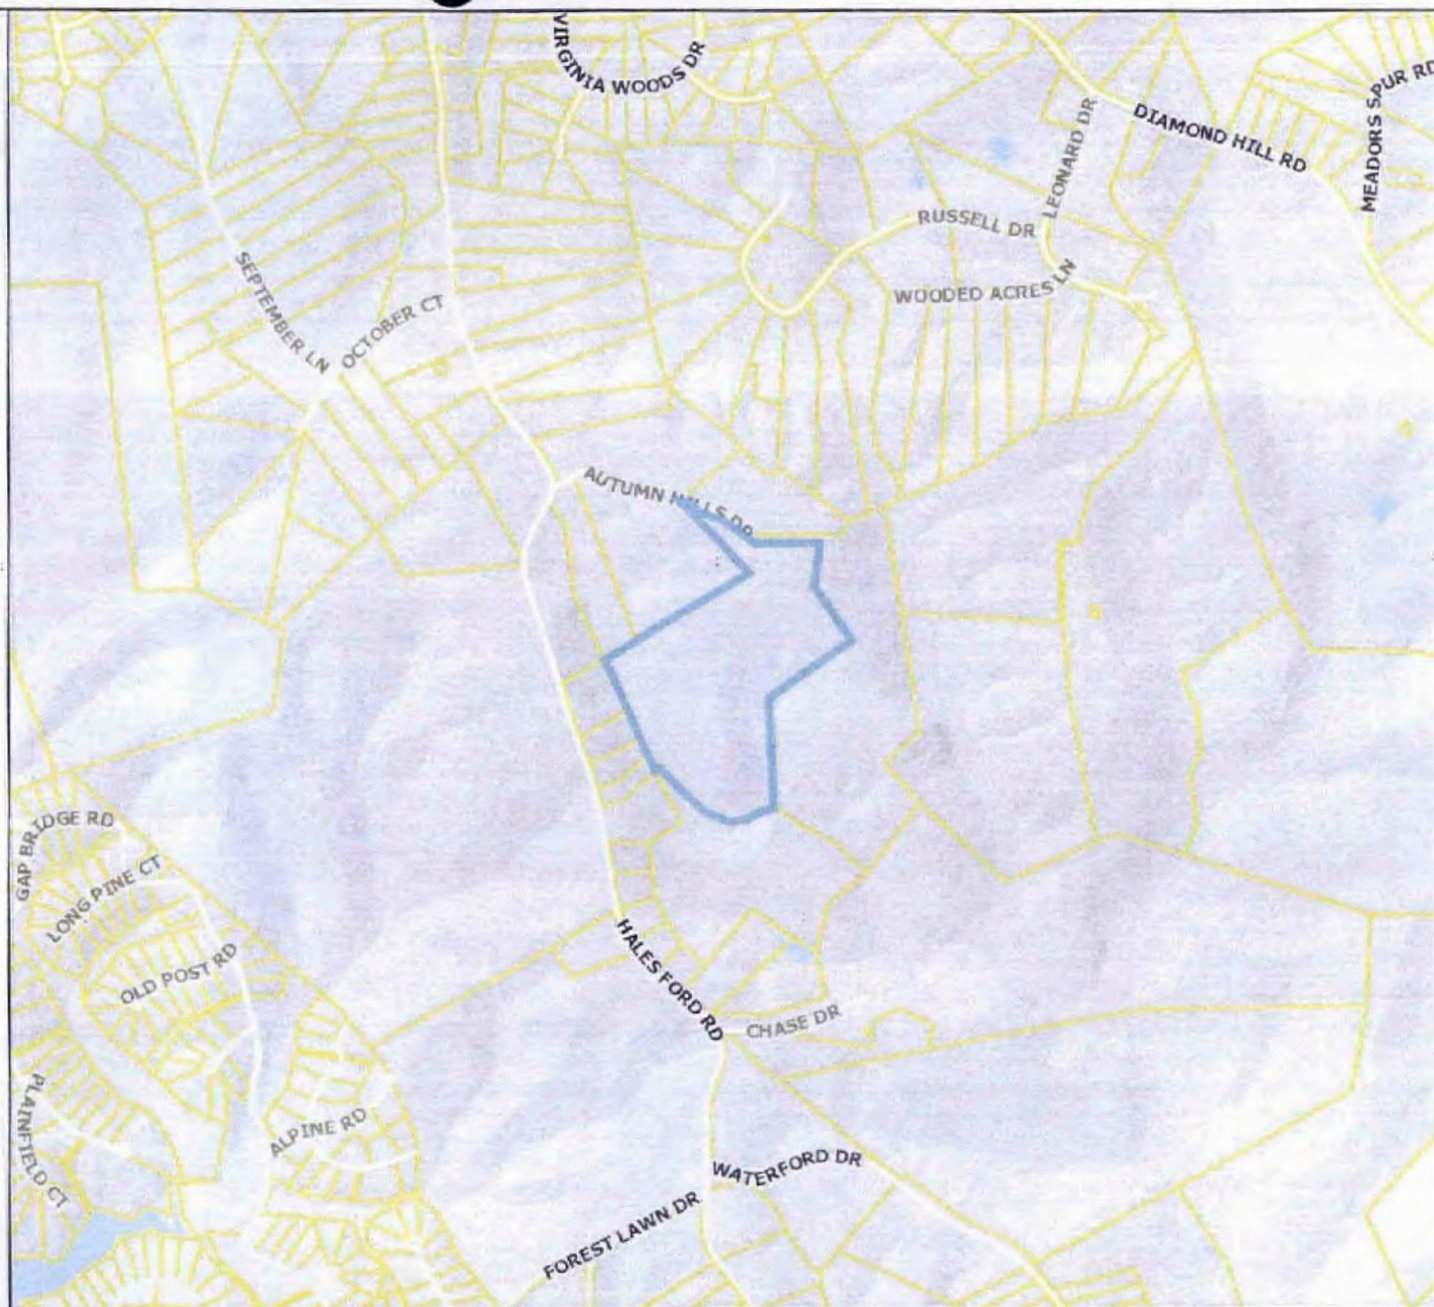 VIRGINIA WOODS DR
DIAMOND HILL RD
MEADORS SPUR RD
LEONARD DR
RUSSELL DR
WOODED ACRES LN
SEPTEMBER LN
OCTOBER CT
AUTUMN HILLS DR
GAP BRIDGE RD
LONG PINE CT
OLD POST RD
HALES FORD RD
CHASE DR
PLAINFIELD CT
ALPINE RD
WATERFORD DR
FOREST LAWN DR